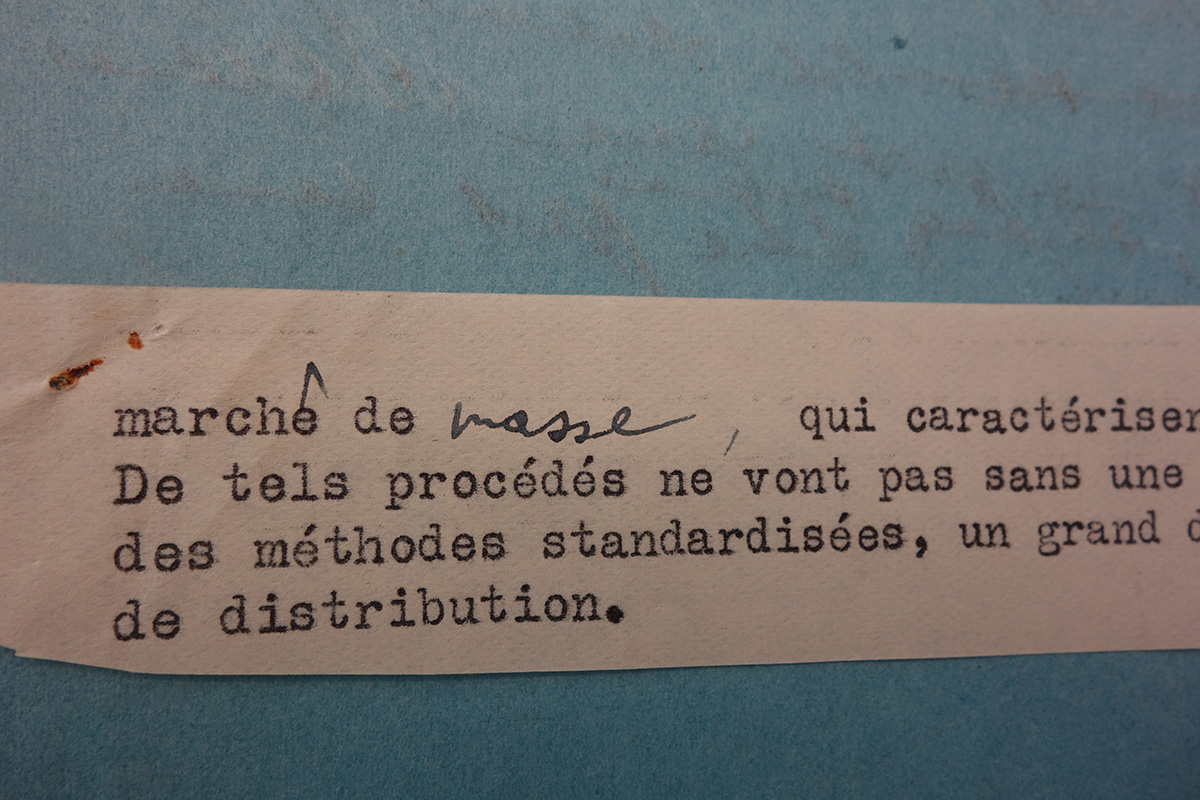 marché de masse, qui caractériser
De tels procédés ne vont pas sans une
des méthodes standardisées, un grand
de distribution.